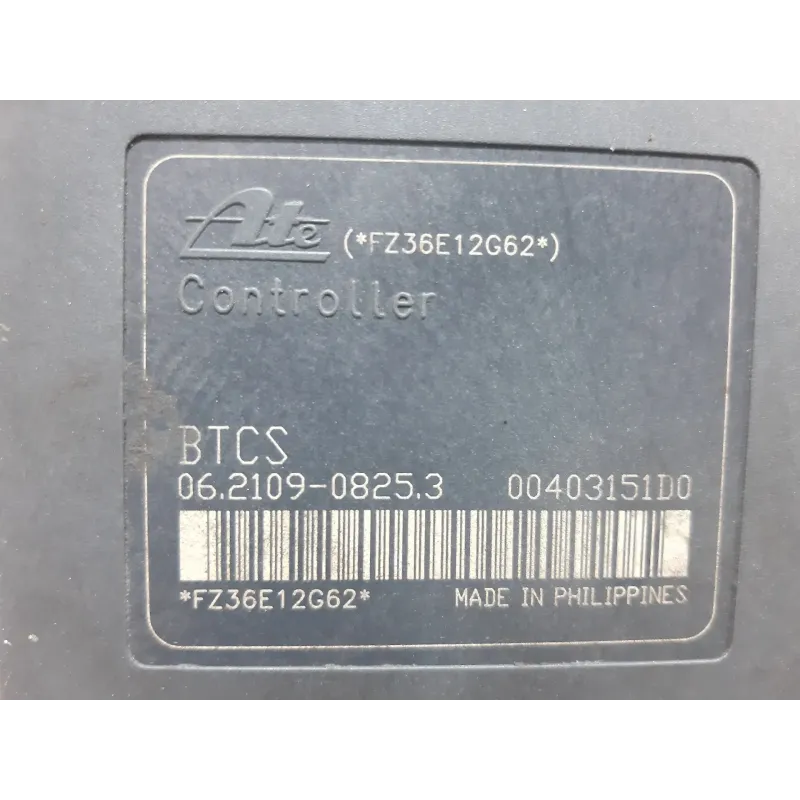 Ate (*FZ36E12G62*)
Controller
BTCS
06.2109-0825.3 00403151D0
*FZ36E12G62* MADE IN PHILIPPINES